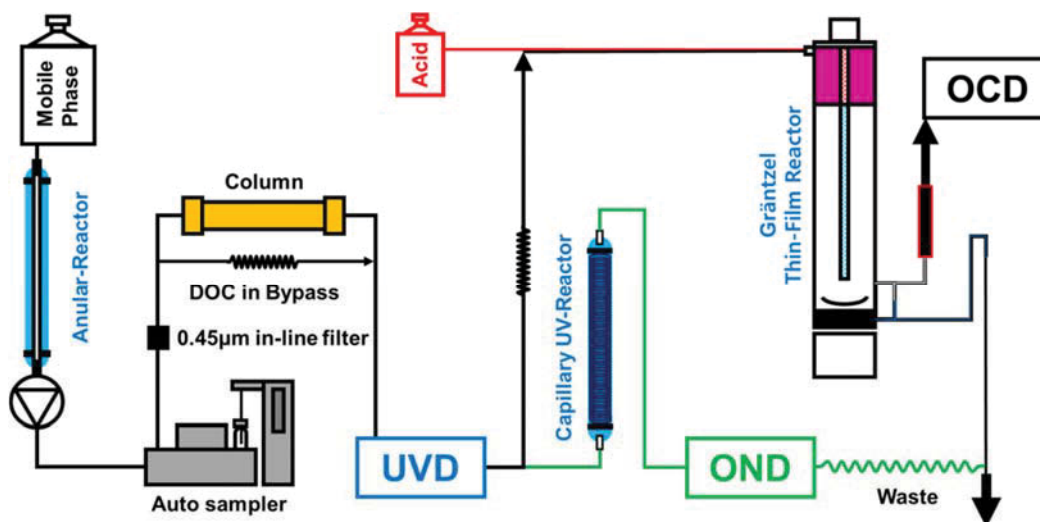 Mobile
Phase
Anular-Reactor
Column
DOC in Bypass
0.45µm in-line filter
Auto sampler
UVD
Acid
Capillary UV-Reactor
OND
Waste
Gräntzel
Thin-Film Reactor
OCD